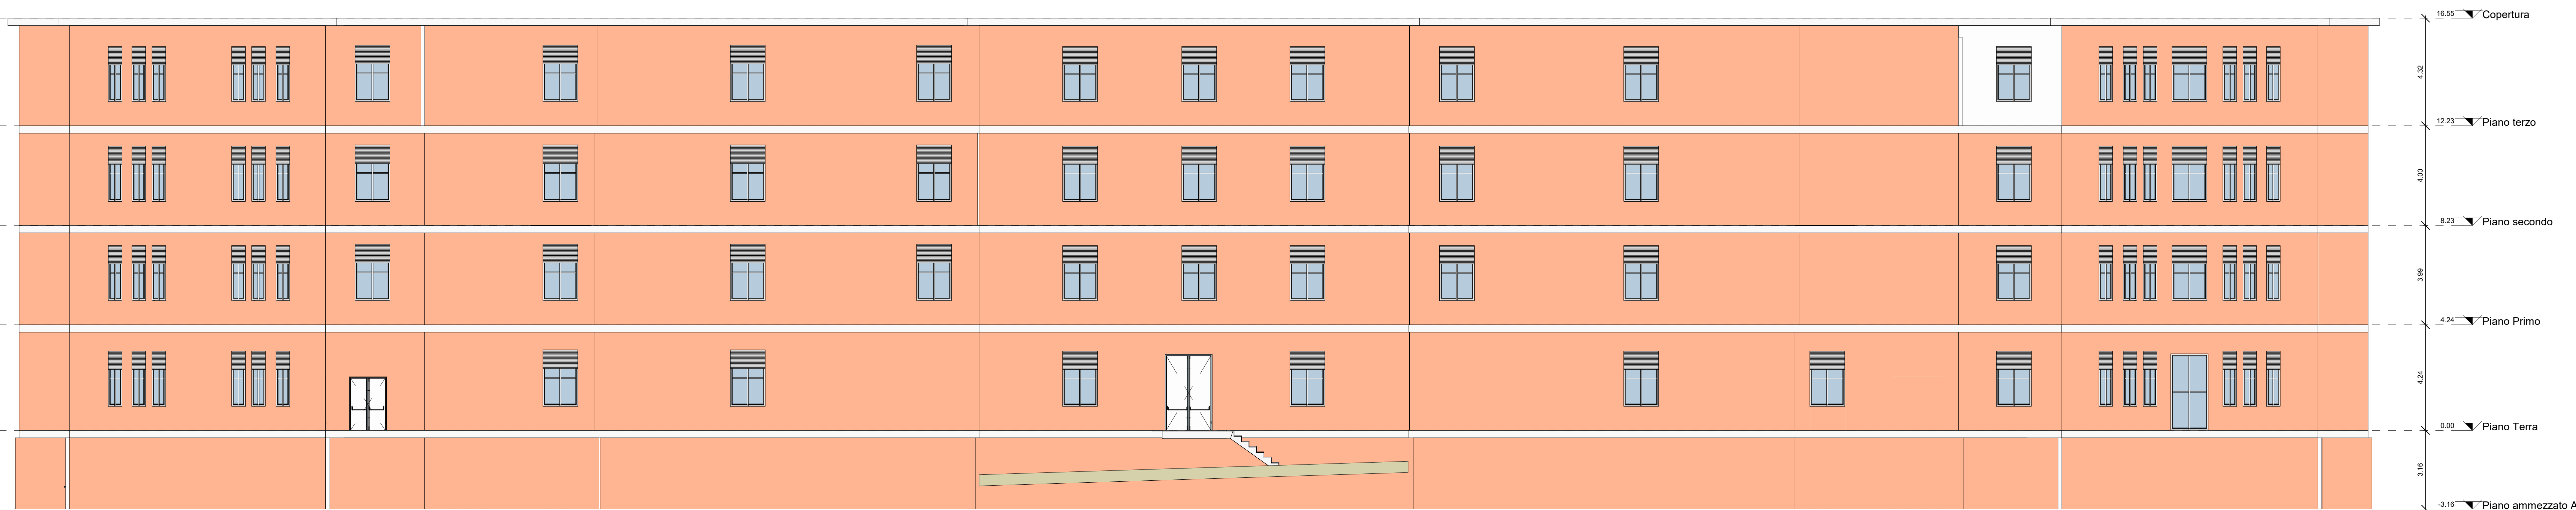 16.55 Copertura
4.32
12.23 Piano terzo
4.00
8.23 Piano secondo
3.99
4.24 Piano Primo
4.24
0.00 Piano Terra
3.16
-3.16 Piano ammezzato A